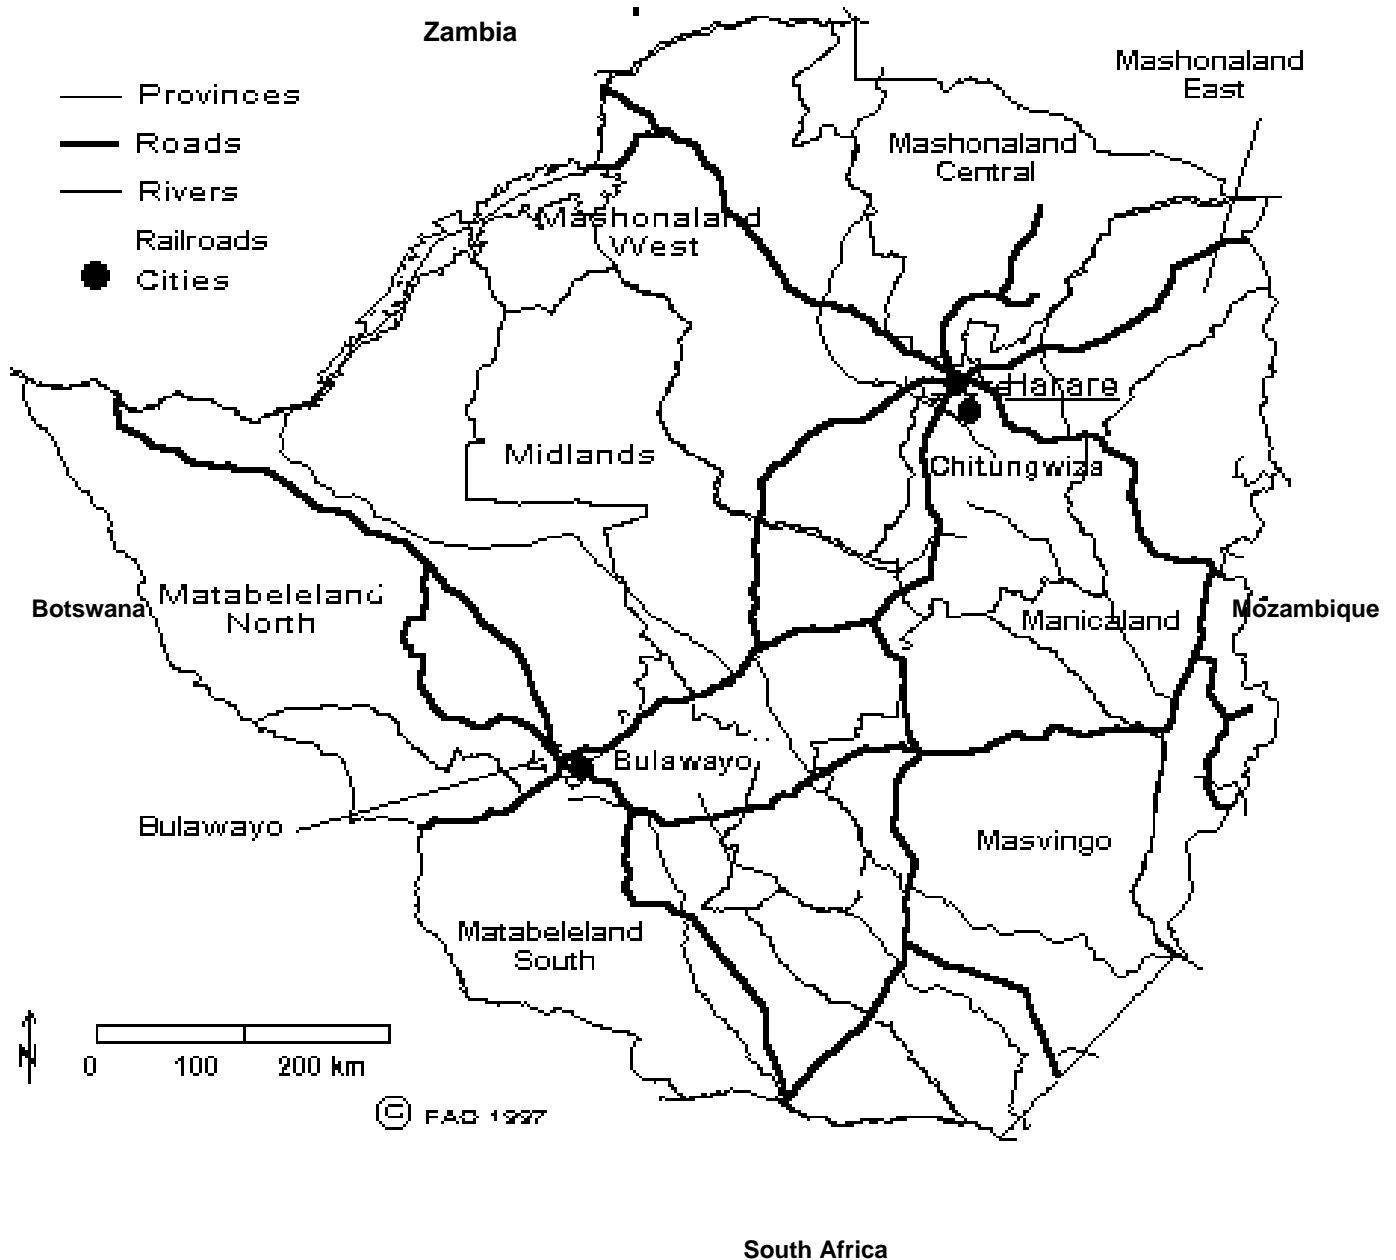 Zambia
Mashonaland
East
Provinces
Roads
Rivers
Railroads
Cities
Mashonaland
Central
Mashonaland
West
Harare
Midlands
Chitungwiza
Matabeleland
North
Botswana
Manicaland
Mozambique
Bulawayo
Bulawayo
Masvingo
Matabeleland
South
N
0 100 200 km
© FAO 1997
South Africa